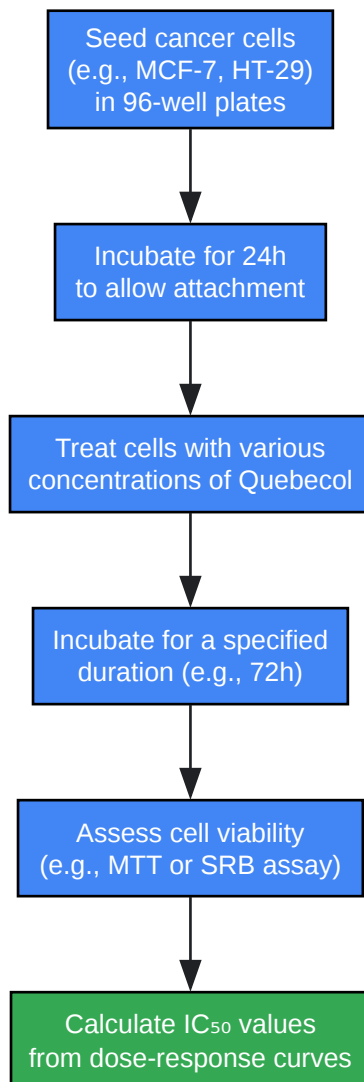 Seed cancer cells
(e.g., MCF-7, HT-29)
in 96-well plates
Incubate for 24h
to allow attachment
Treat cells with various
concentrations of Quebecol
Incubate for a specified
duration (e.g., 72h)
Assess cell viability
(e.g., MTT or SRB assay)
Calculate IC₅₀ values
from dose-response curves